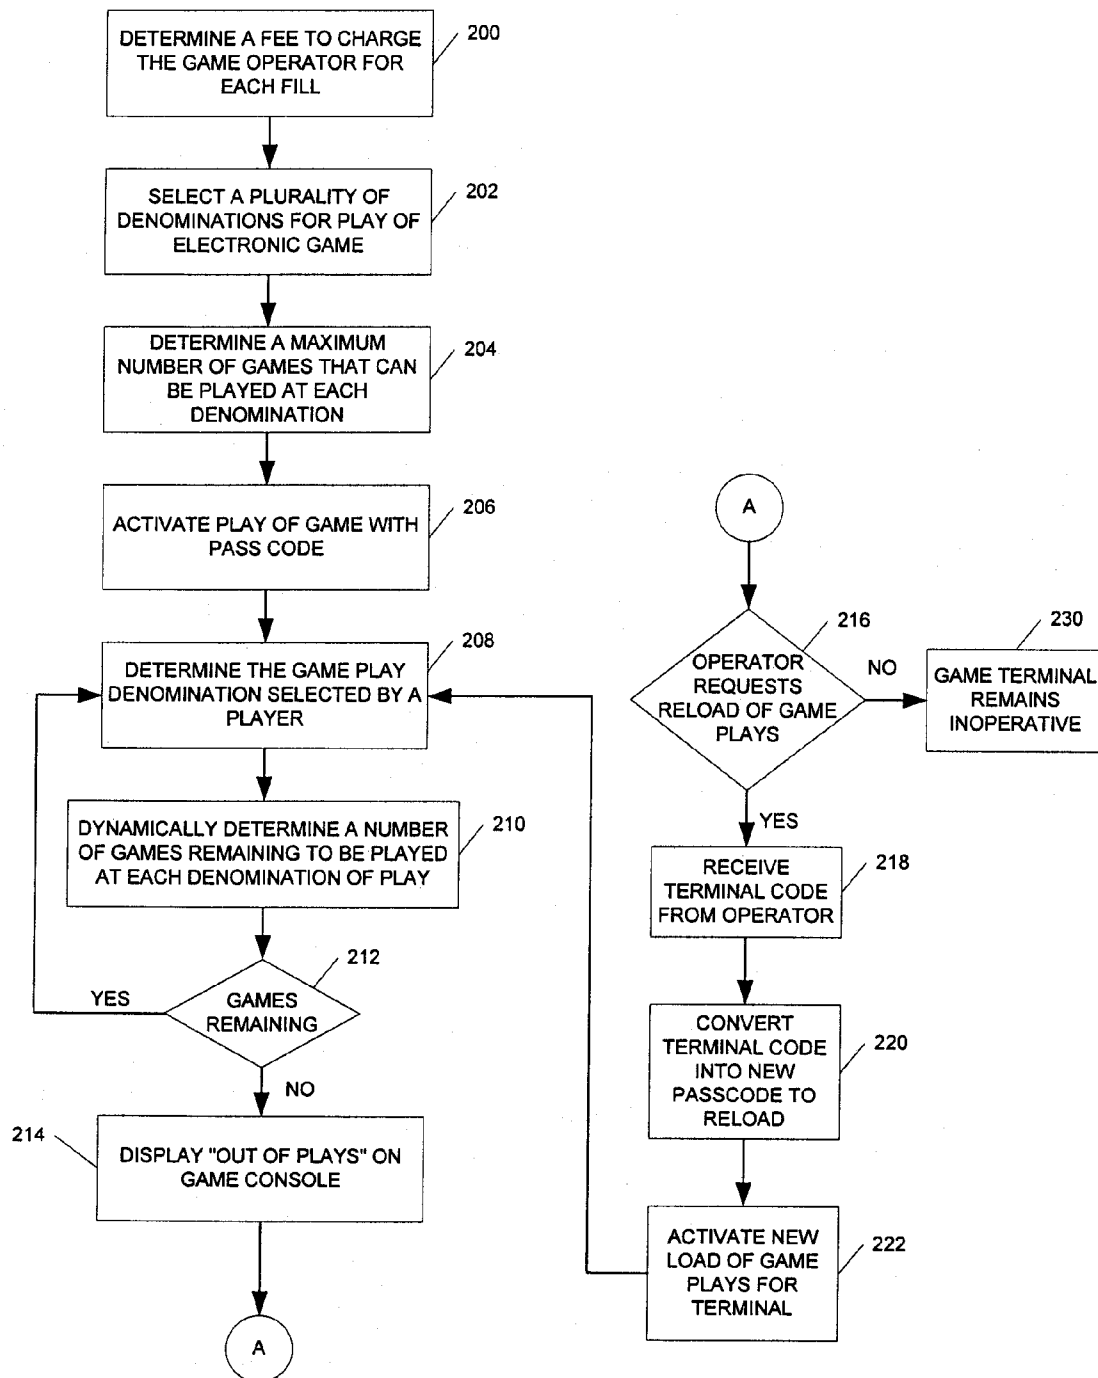 DETERMINE A FEE TO CHARGE
THE GAME OPERATOR FOR
EACH FILL
200
SELECT A PLURALITY OF
DENOMINATIONS FOR PLAY OF
ELECTRONIC GAME
202
DETERMINE A MAXIMUM
NUMBER OF GAMES THAT CAN
BE PLAYED AT EACH
DENOMINATION
204
ACTIVATE PLAY OF GAME WITH
PASS CODE
206
DETERMINE THE GAME PLAY
DENOMINATION SELECTED BY A
PLAYER
208
DYNAMICALLY DETERMINE A NUMBER
OF GAMES REMAINING TO BE PLAYED
AT EACH DENOMINATION OF PLAY
210
GAMES
REMAINING
212
YES
NO
DISPLAY "OUT OF PLAYS" ON
GAME CONSOLE
214
A
A
OPERATOR
REQUESTS
RELOAD OF GAME
PLAYS
216
NO
GAME TERMINAL
REMAINS
INOPERATIVE
230
YES
RECEIVE
TERMINAL CODE
FROM OPERATOR
218
CONVERT
TERMINAL CODE
INTO NEW
PASSCODE TO
RELOAD
220
ACTIVATE NEW
LOAD OF GAME
PLAYS FOR
TERMINAL
222